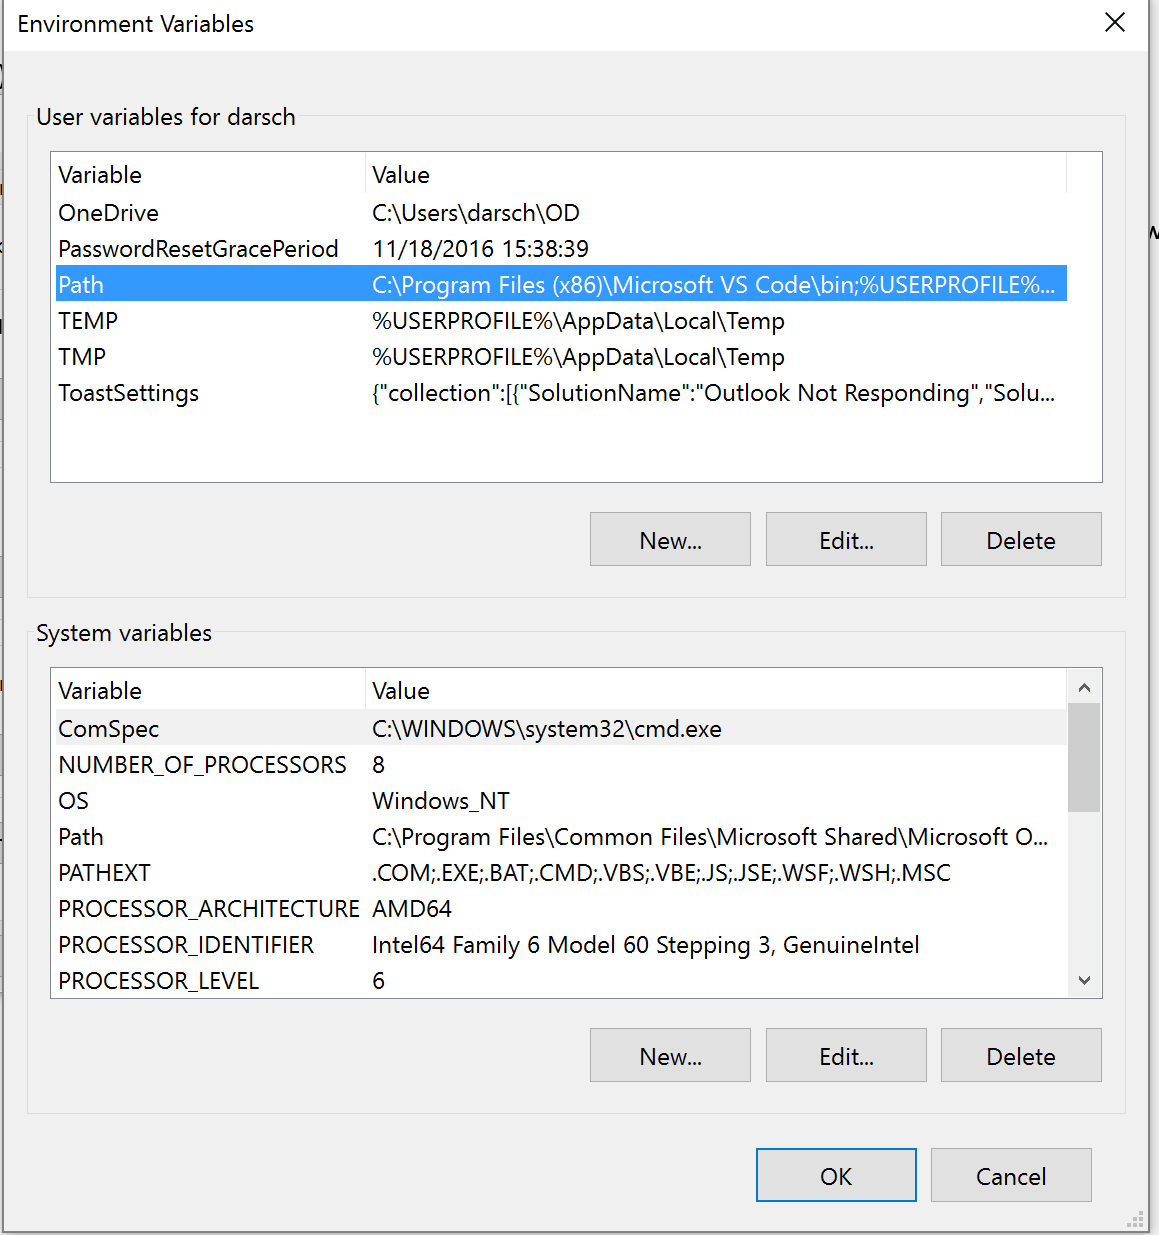 Environment Variables
User variables for darsch
Variable Value
OneDrive C:\Users\darsch\OD
PasswordResetGracePeriod 11/18/2016 15:38:39
Path C:\Program Files (x86)\Microsoft VS Code\bin;%USERPROFILE%...
TEMP %USERPROFILE%\AppData\Local\Temp
TMP %USERPROFILE%\AppData\Local\Temp
ToastSettings {"collection":[{"SolutionName":"Outlook Not Responding","Solu...
New... Edit... Delete
System variables
Variable Value
ComSpec C:\WINDOWS\system32\cmd.exe
NUMBER_OF_PROCESSORS 8
OS Windows_NT
Path C:\Program Files\Common Files\Microsoft Shared\Microsoft O...
PATHEXT .COM;.EXE;.BAT;.CMD;.VBS;.VBE;.JS;.JSE;.WSF;.WSH;.MSC
PROCESSOR_ARCHITECTURE AMD64
PROCESSOR_IDENTIFIER Intel64 Family 6 Model 60 Stepping 3, GenuineIntel
PROCESSOR_LEVEL 6
New... Edit... Delete
OK Cancel